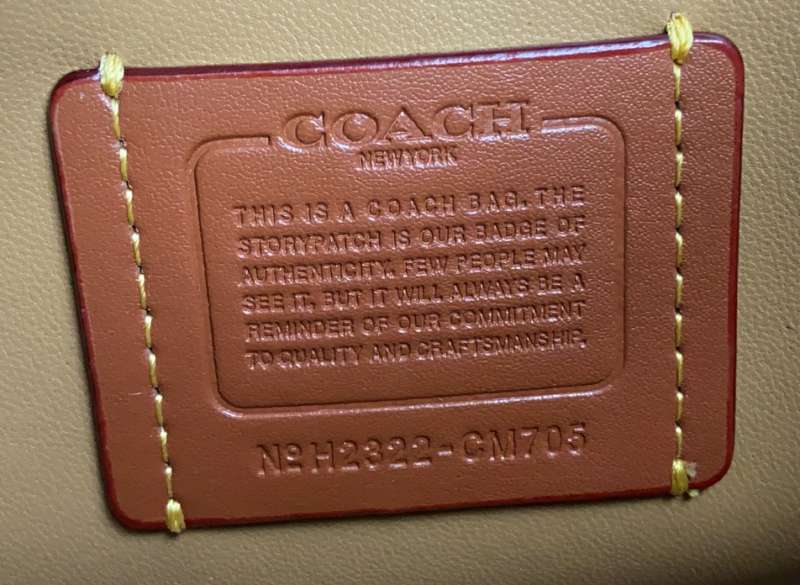 COACH
NEW YORK
THIS IS A COACH BAG. THE
STORYPATCH IS OUR BADGE OF
AUTHENTICITY. FEW PEOPLE MAY
SEE IT, BUT IT WILL ALWAYS BE A
REMINDER OF OUR COMMITMENT
TO QUALITY AND CRAFTSMANSHIP.
Nº H2322-CM705